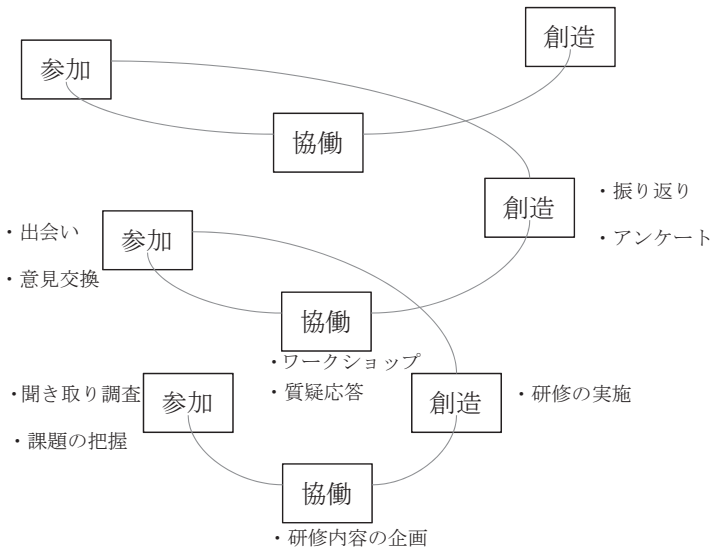 創造
参加
協働
創造
・振り返り
・アンケート
・出会い
・意見交換
参加
協働
・ワークショップ
・質疑応答
・聞き取り調査
・課題の把握
参加
創造
・研修の実施
協働
・研修内容の企画